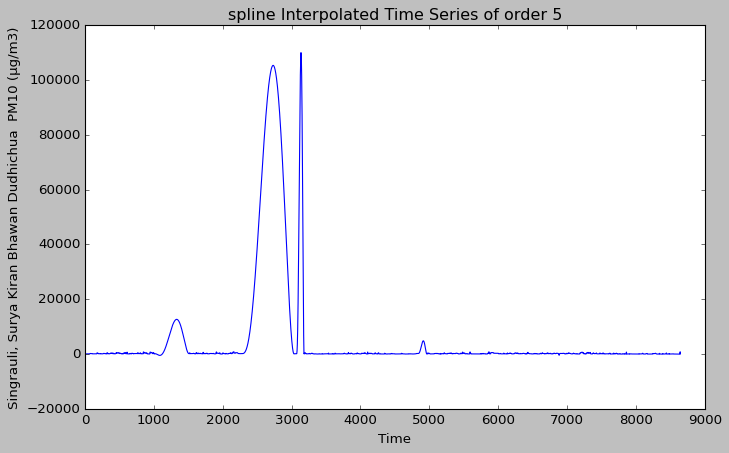 spline Interpolated Time Series of order 5
Singrauli, Surya Kiran Bhawan Dudhichua  PM10 (µg/m3)
120000
100000
80000
60000
40000
20000
0
−20000
0 1000 2000 3000 4000 5000 6000 7000 8000 9000
Time